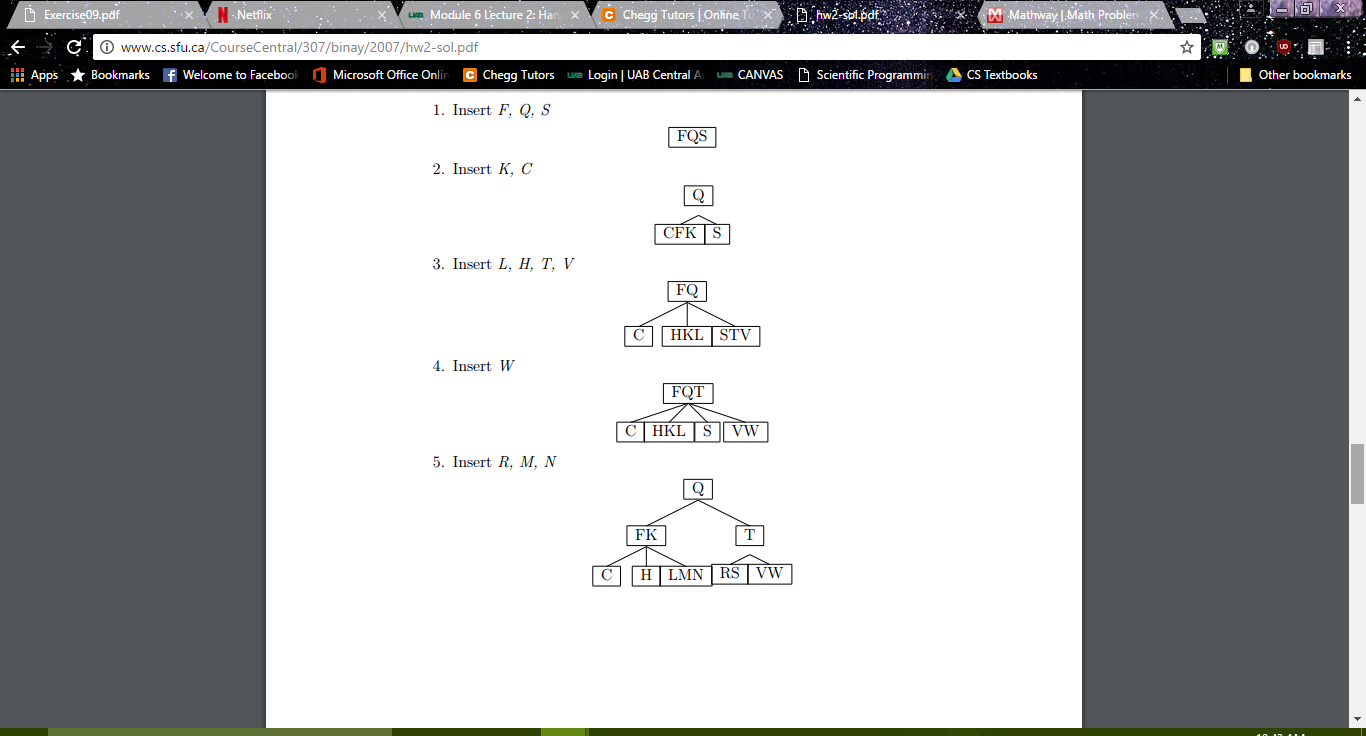 Exercise09.pdf
Netflix
Module 6 Lecture 2: Han
Chegg Tutors | Online Tu
hw2-sol.pdf
Mathway | Math Problem
www.cs.sfu.ca/CourseCentral/307/binay/2007/hw2-sol.pdf
Apps Bookmarks Welcome to Facebook Microsoft Office Onlin Chegg Tutors Login | UAB Central A CANVAS Scientific Programmin CS Textbooks Other bookmarks
1. Insert F, Q, S
FQS
2. Insert K, C
Q
CFK S
3. Insert L, H, T, V
FQ
C HKL STV
4. Insert W
FQT
C HKL S VW
5. Insert R, M, N
Q
FK T
C H LMN RS VW